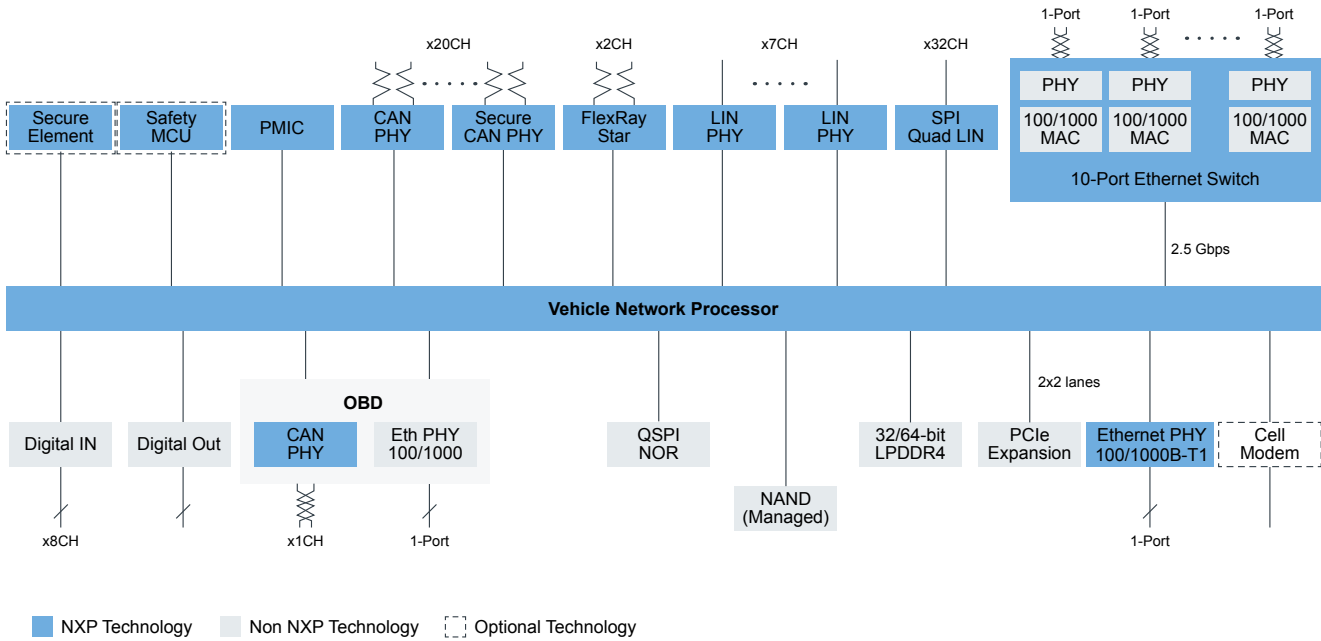 1-Port
1-Port
1-Port
x20CH
x2CH
x7CH
x32CH
Secure
Element
Safety
MCU
PMIC
CAN
PHY
Secure
CAN PHY
FlexRay
Star
LIN
PHY
LIN
PHY
SPI
Quad LIN
PHY
PHY
PHY
100/1000
MAC
100/1000
MAC
100/1000
MAC
10-Port Ethernet Switch
2.5 Gbps
Vehicle Network Processor
2x2 lanes
OBD
Digital IN
Digital Out
CAN
PHY
Eth PHY
100/1000
QSPI
NOR
NAND
(Managed)
32/64-bit
LPDDR4
PCIe
Expansion
Ethernet PHY
100/1000B-T1
Cell
Modem
x8CH
x1CH
1-Port
1-Port
NXP Technology
Non NXP Technology
Optional Technology